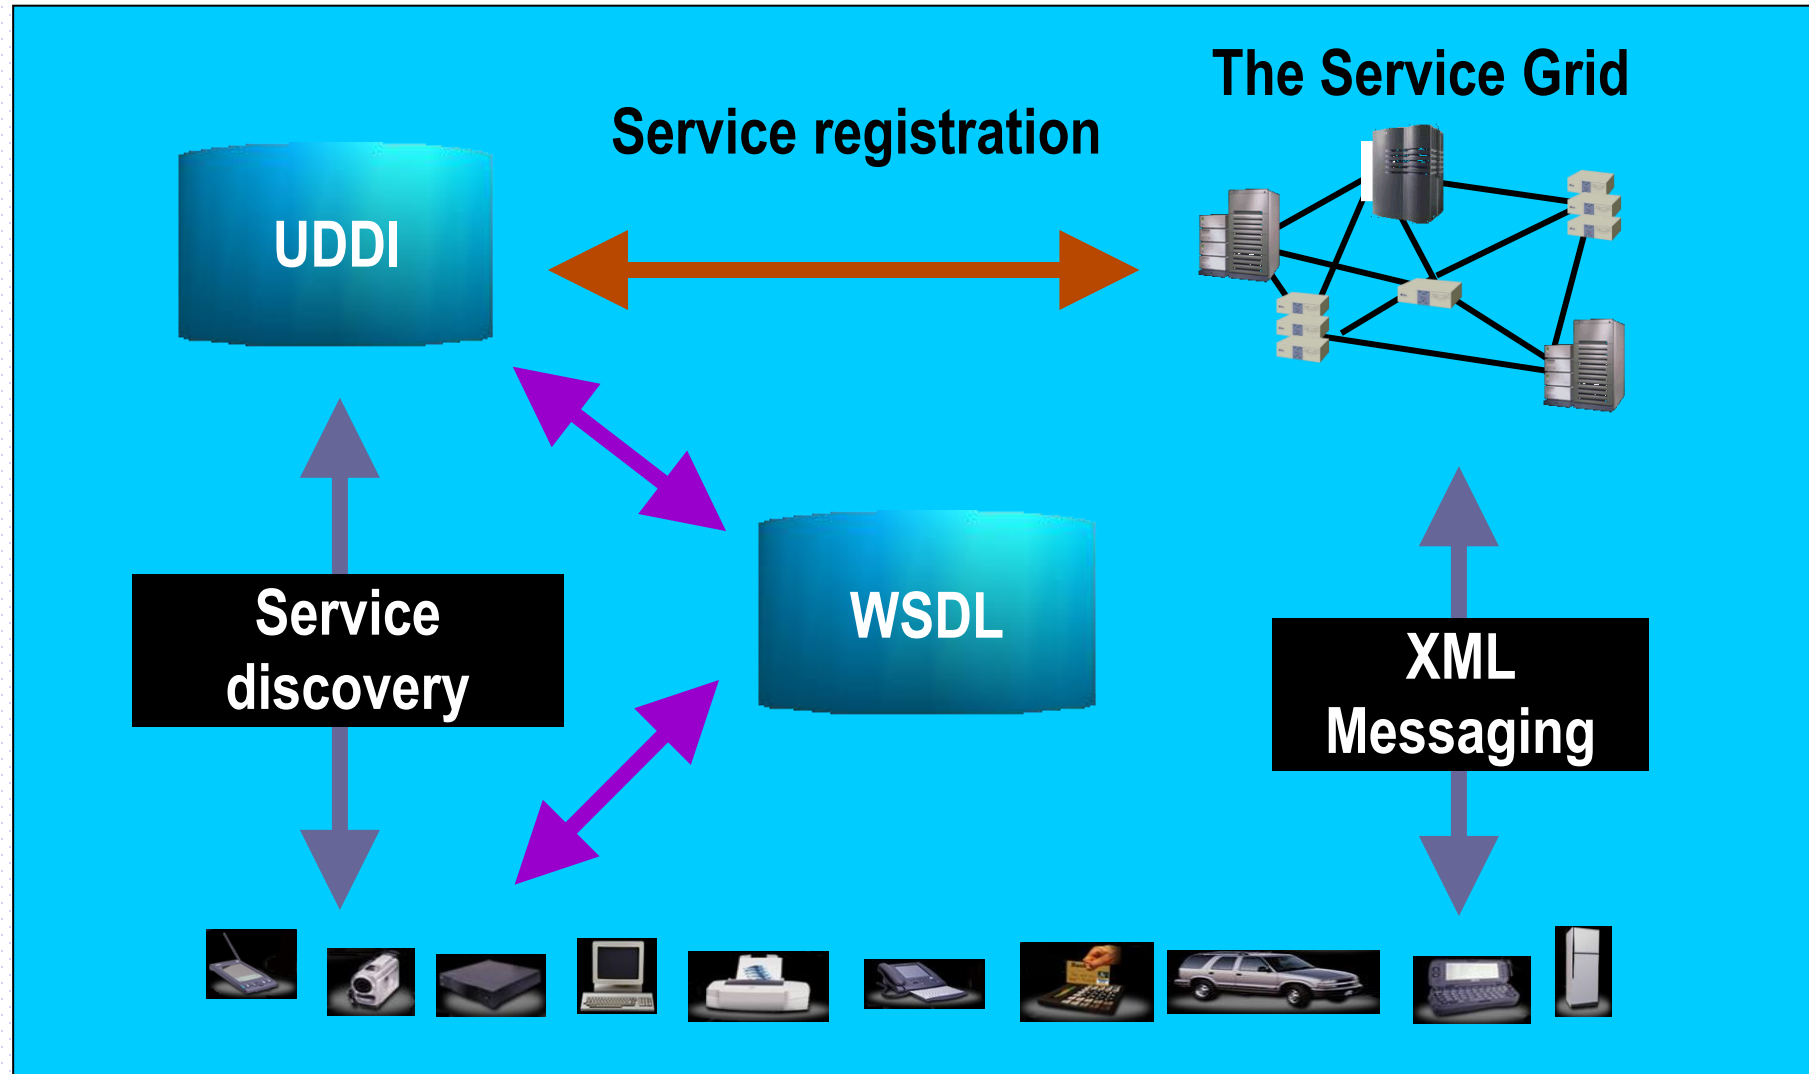 The Service Grid
Service registration
UDDI
WSDL
Service
discovery
XML
Messaging